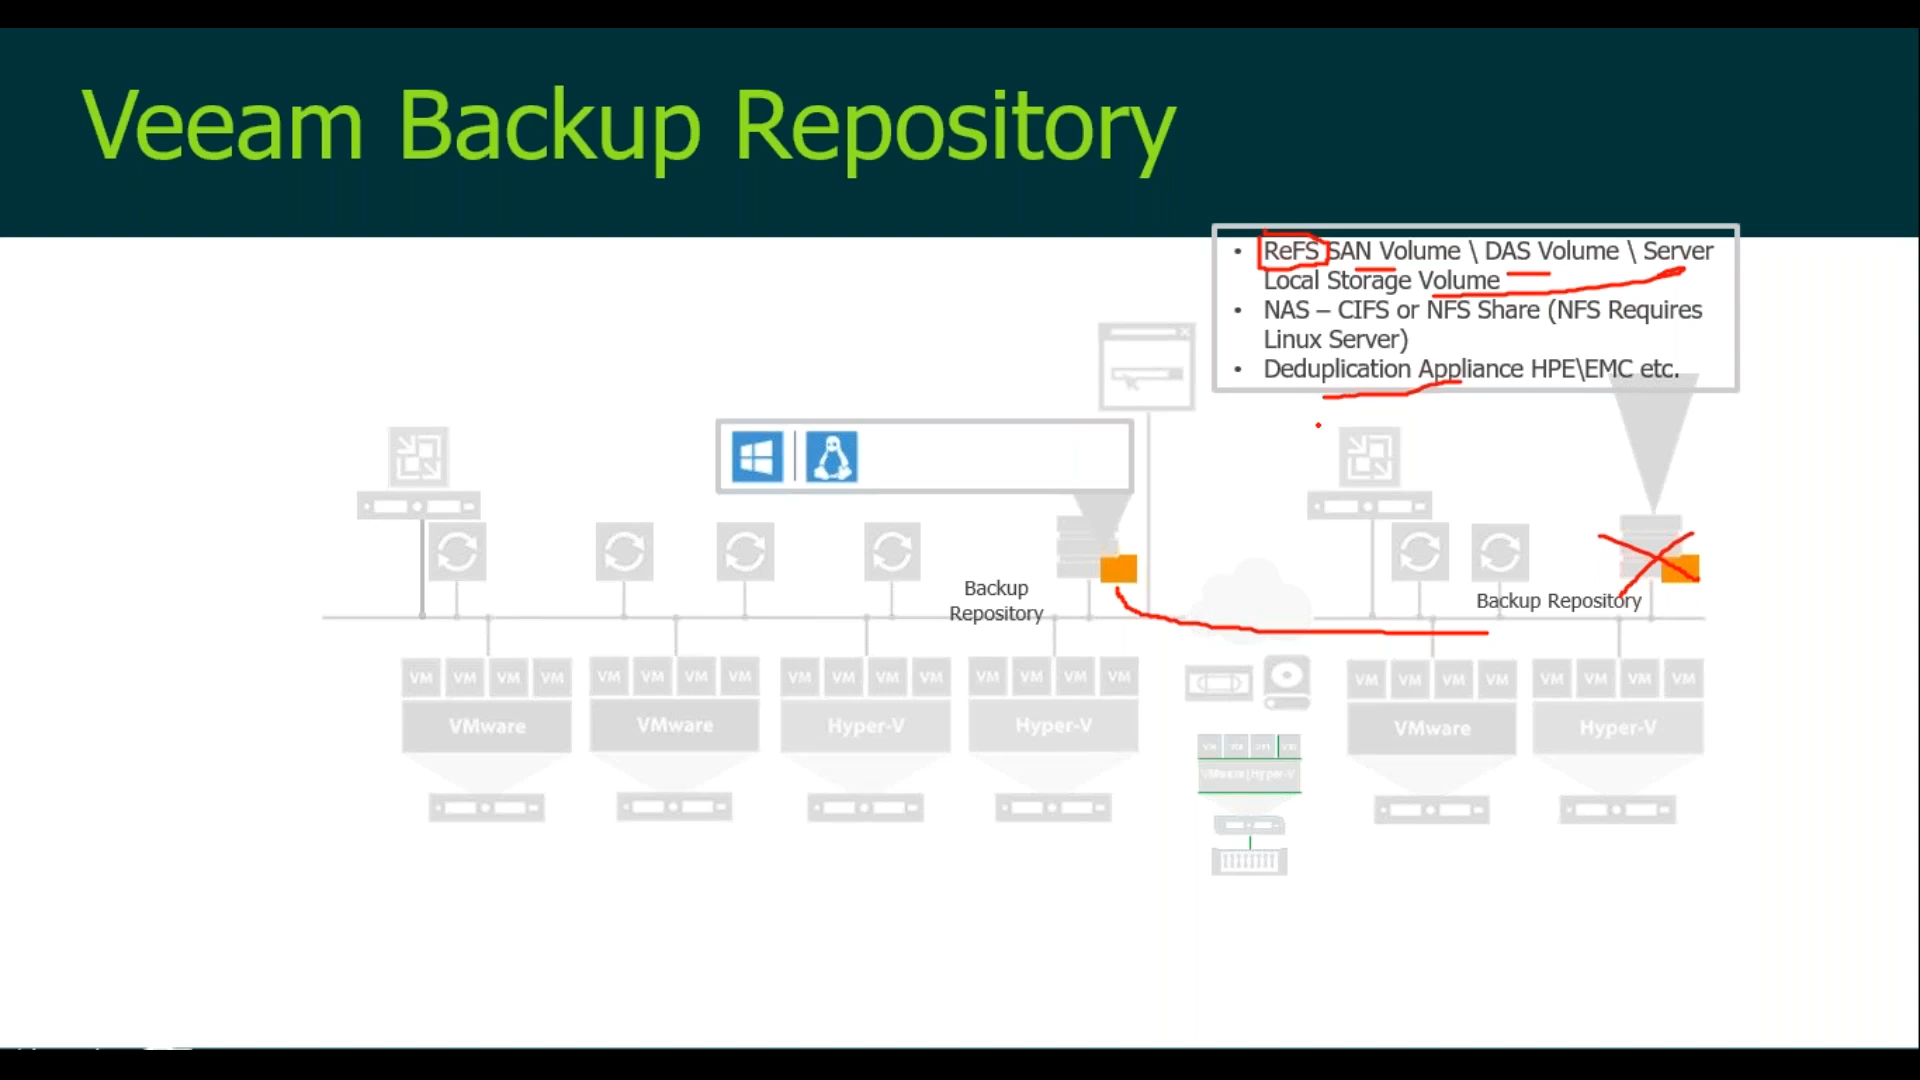 Veeam Backup Repository
• ReFS SAN Volume \ DAS Volume \ Server
Local Storage Volume
• NAS – CIFS or NFS Share (NFS Requires
Linux Server)
• Deduplication Appliance HPE\EMC etc.
Backup
Repository
Backup Repository
VM VM VM VM
VM VM VM VM
VM VM VM VM
VM VM VM VM
VM VM VM VM
VM VM VM VM
VMware
VMware
Hyper-V
Hyper-V
VMware
Hyper-V
VMware|Hyper-V